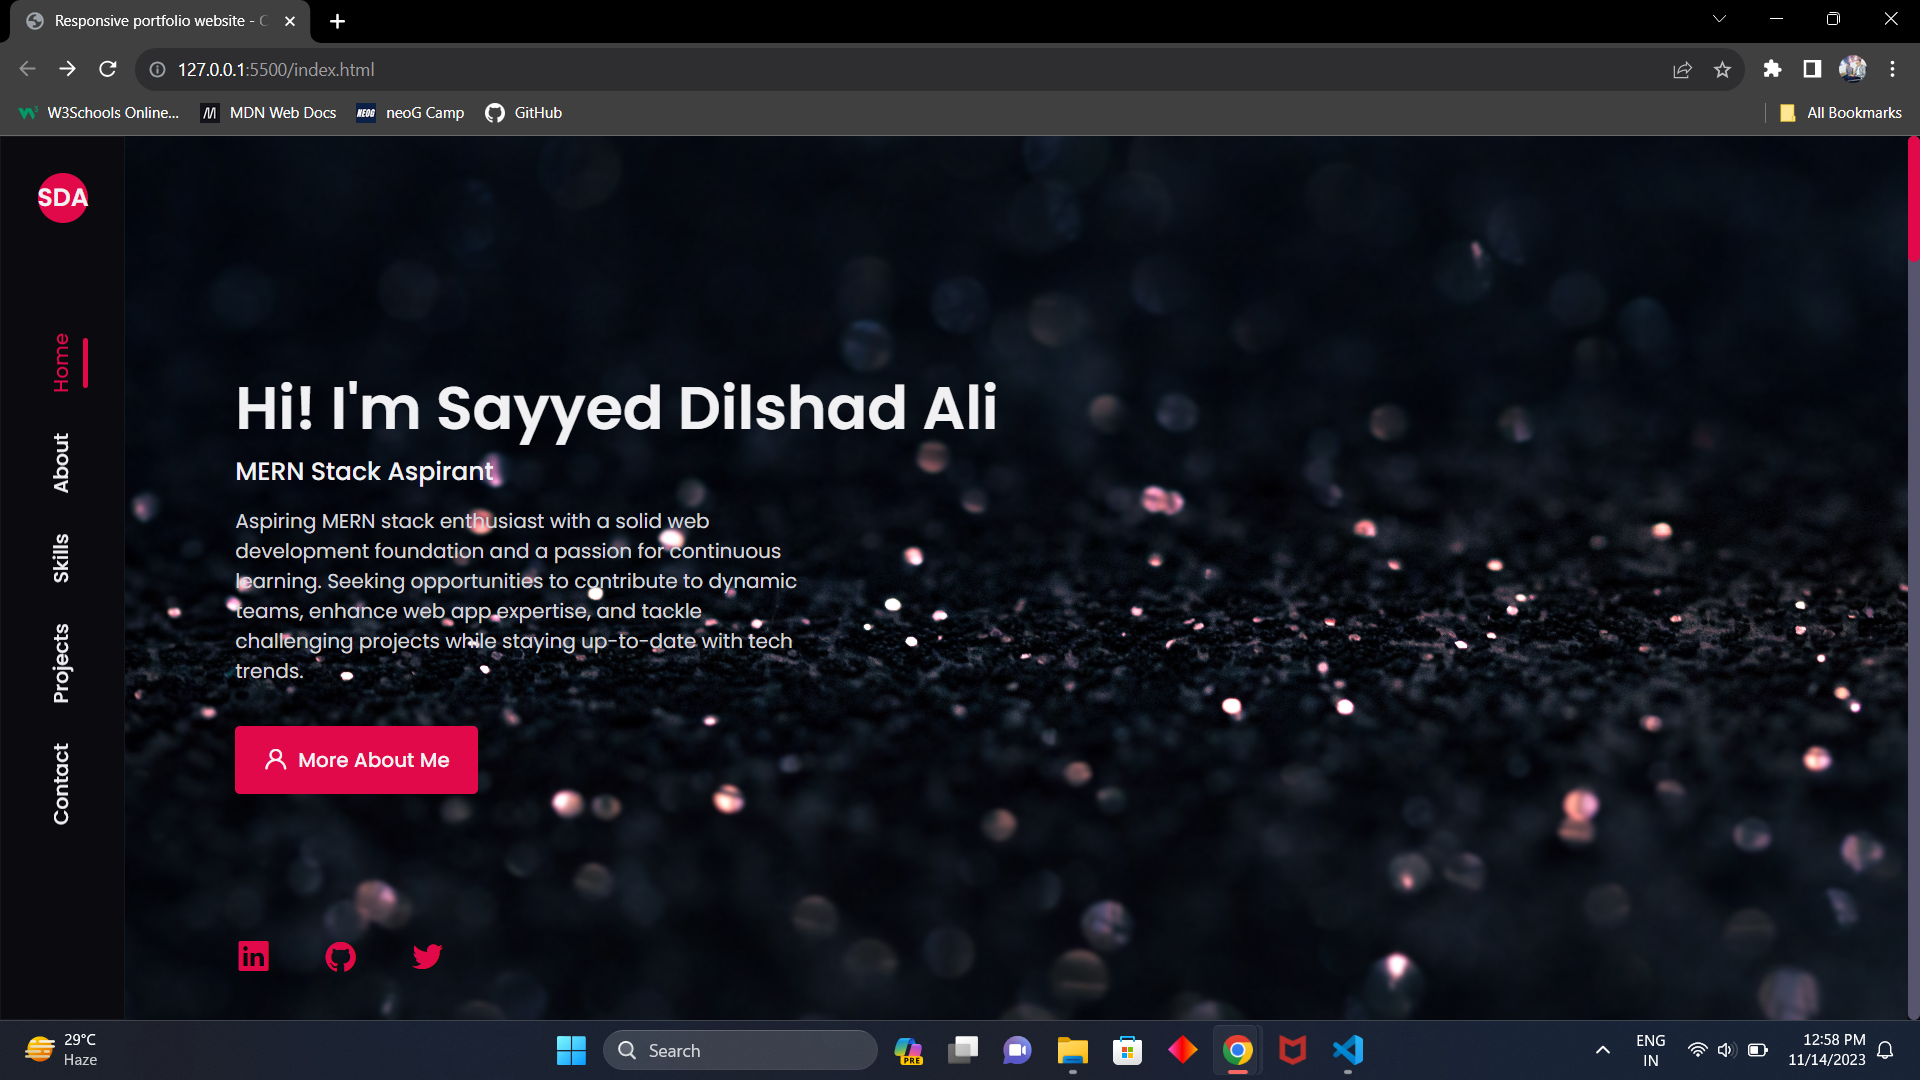 Responsive portfolio website - C
127.0.0.1:5500/index.html
W3Schools Online...
MDN Web Docs
NEOG
neoG Camp
GitHub
All Bookmarks
SDA
Home
About
Skills
Projects
Contact
Hi! I'm Sayyed Dilshad Ali
MERN Stack Aspirant
Aspiring MERN stack enthusiast with a solid web
development foundation and a passion for continuous
learning. Seeking opportunities to contribute to dynamic
teams, enhance web app expertise, and tackle
challenging projects while staying up-to-date with tech
trends.
More About Me
in
29°C
Haze
Search
PRE
ENG
IN
12:58 PM
11/14/2023